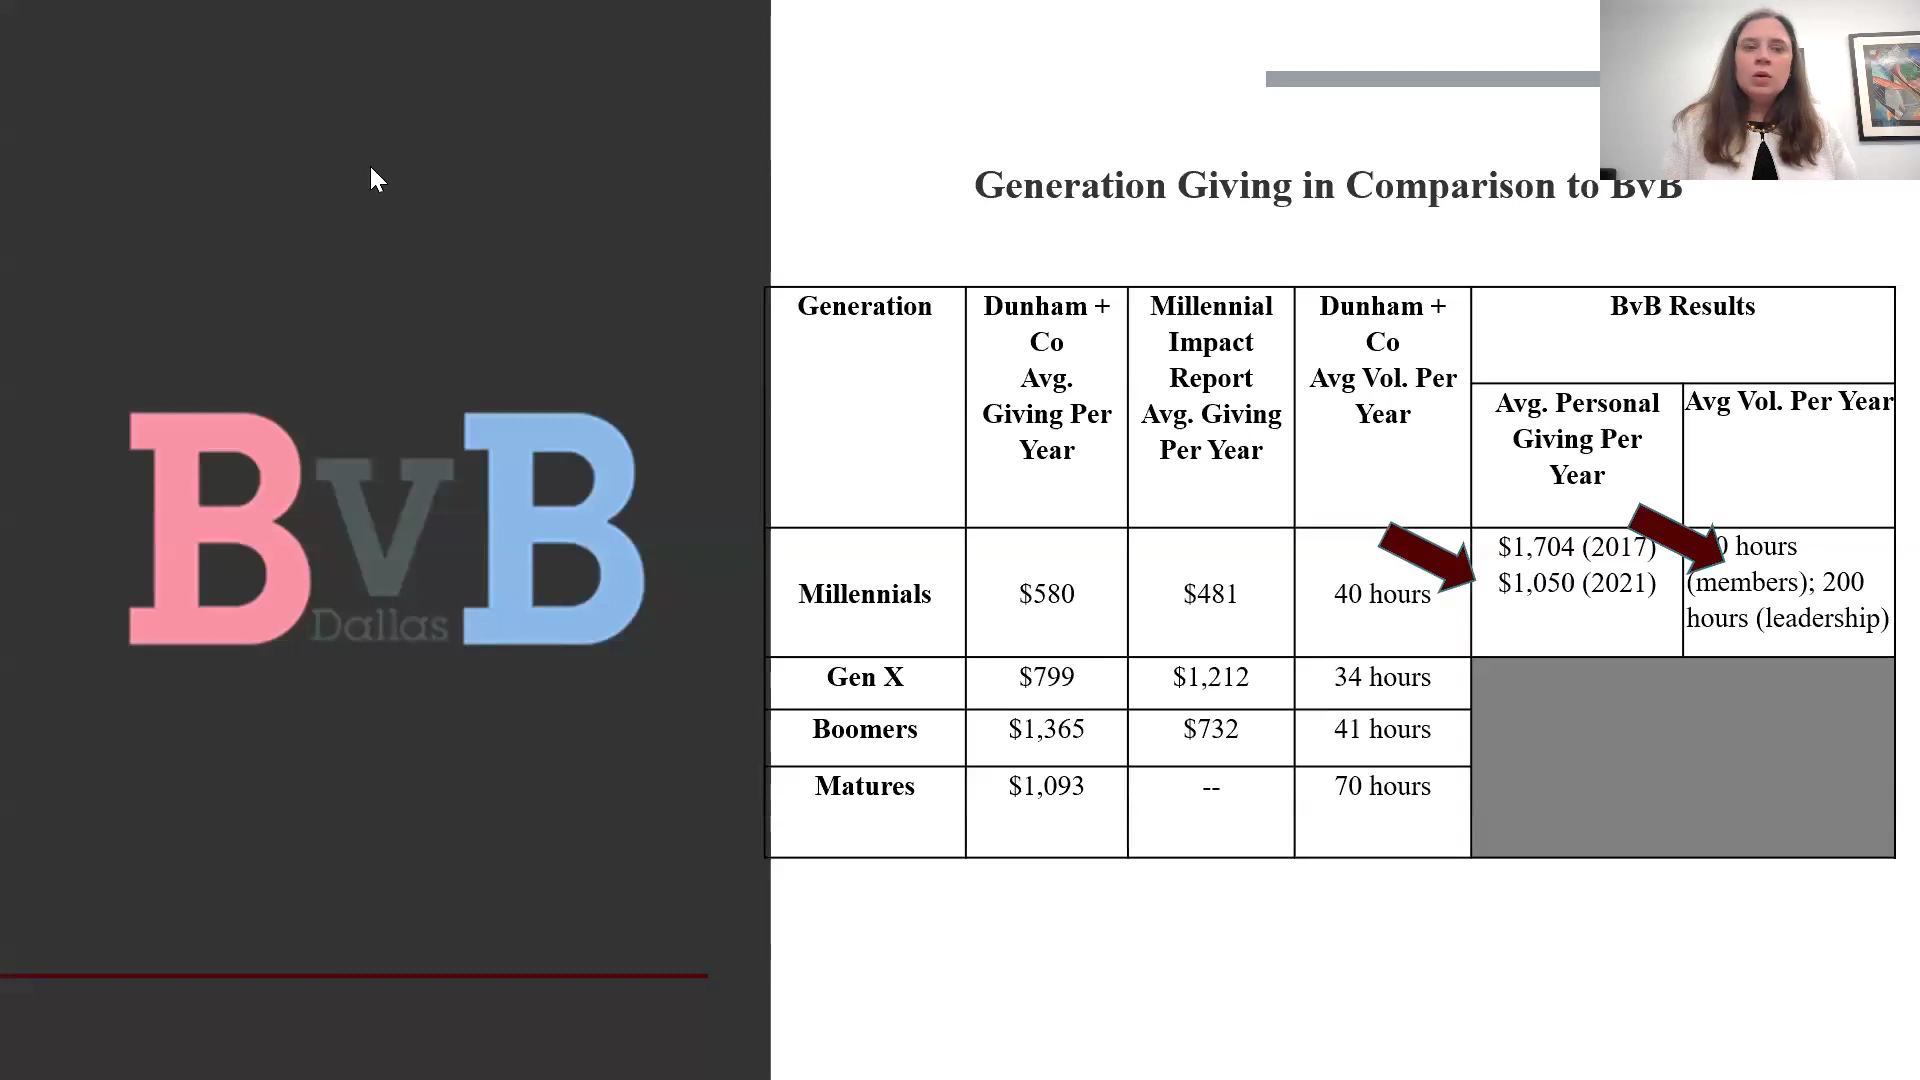 Generation Giving in Comparison to BvB
BvB
Dallas
Generation
Dunham +
Co
Avg.
Giving Per
Year
Millennial
Impact
Report
Avg. Giving
Per Year
Dunham +
Co
Avg Vol. Per
Year
BvB Results
Avg. Personal
Giving Per
Year
Avg Vol. Per Year
Millennials
$580
$481
40 hours
$1,704 (2017)
$1,050 (2021)
hours
(members); 200
hours (leadership)
Gen X
$799
$1,212
34 hours
Boomers
$1,365
$732
41 hours
Matures
$1,093
--
70 hours